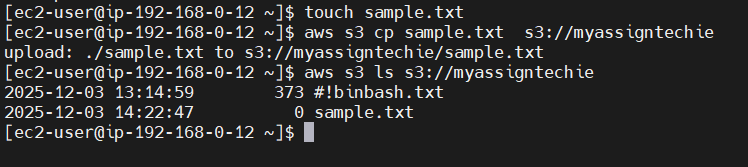 [ec2-user@ip-192-168-0-12 ~]$ touch sample.txt
[ec2-user@ip-192-168-0-12 ~]$ aws s3 cp sample.txt  s3://myassigntechie
upload: ./sample.txt to s3://myassigntechie/sample.txt
[ec2-user@ip-192-168-0-12 ~]$ aws s3 ls s3://myassigntechie
2025-12-03 13:14:59        373 #!binbash.txt
2025-12-03 14:22:47          0 sample.txt
[ec2-user@ip-192-168-0-12 ~]$